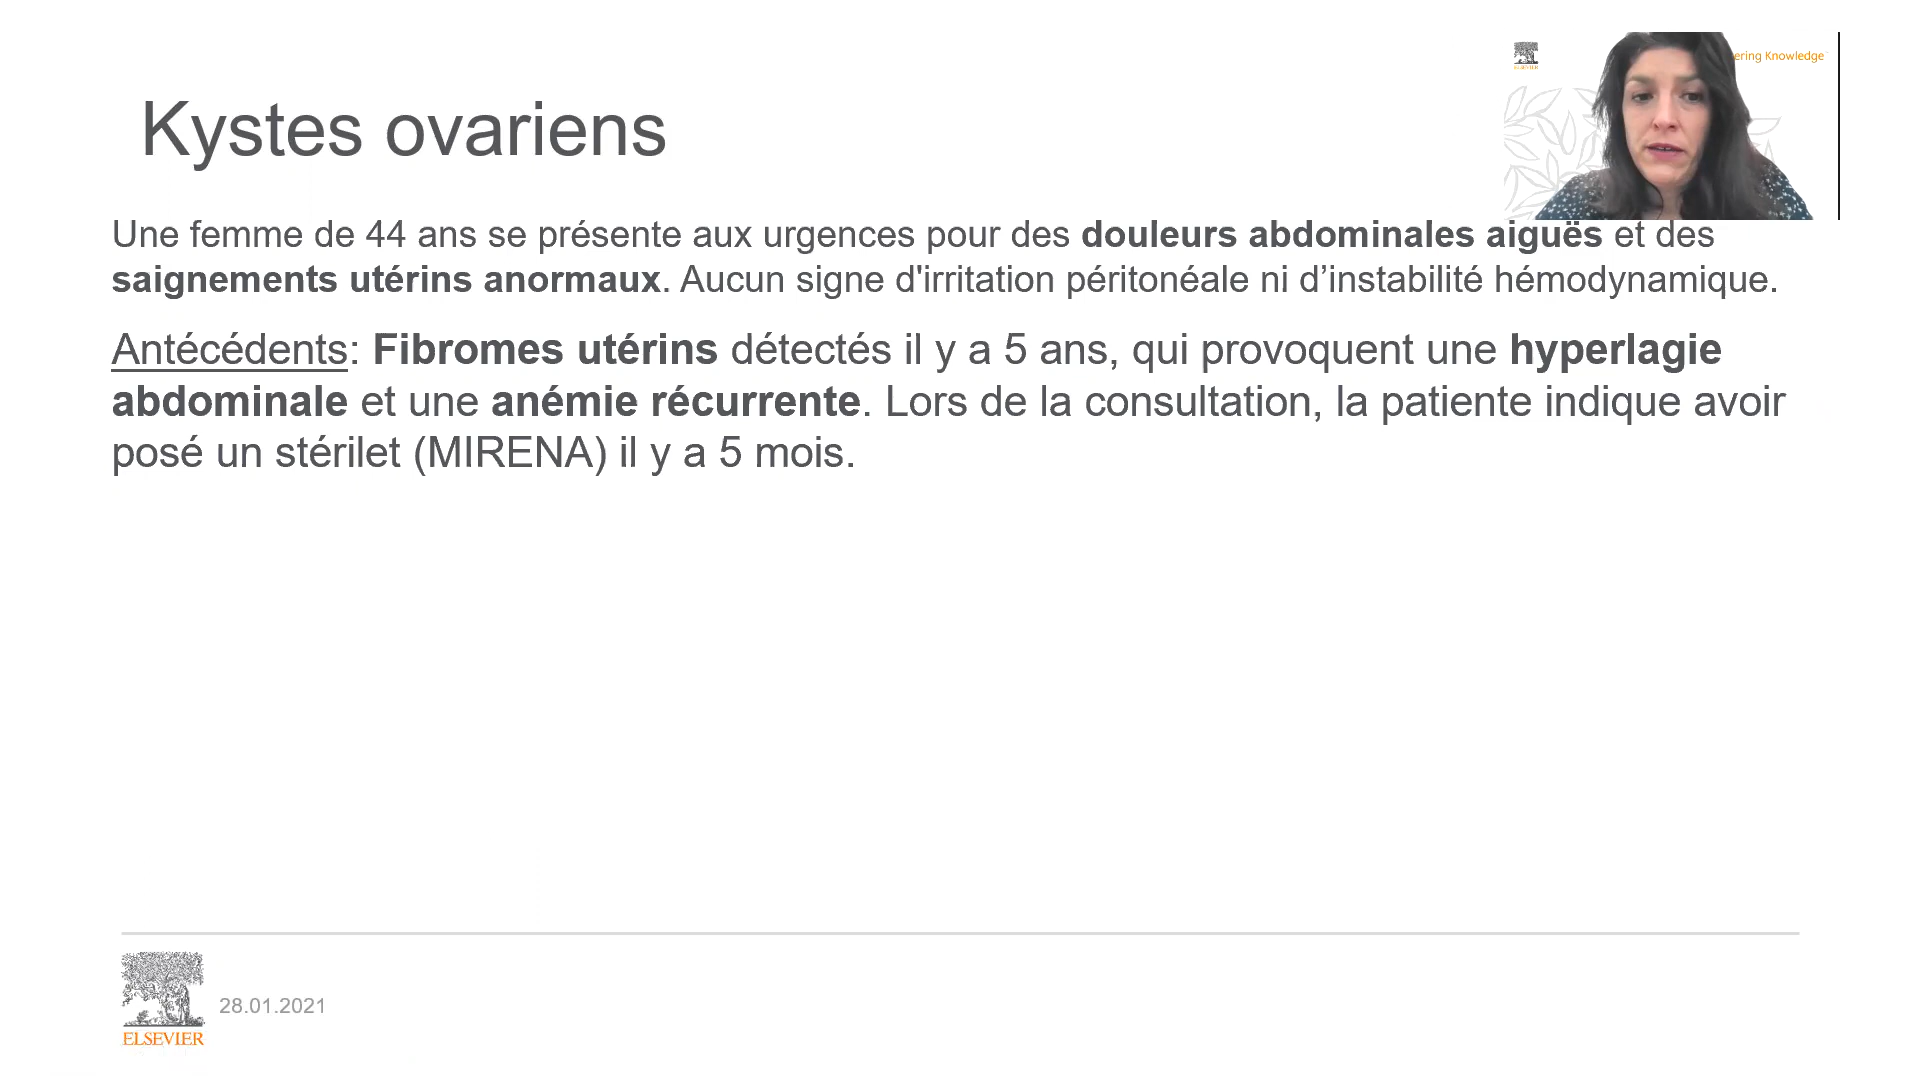 ering Knowledge
Kystes ovariens
Une femme de 44 ans se présente aux urgences pour des douleurs abdominales aiguës et des
saignements utérins anormaux. Aucun signe d'irritation péritonéale ni d’instabilité hémodynamique.
Antécédents: Fibromes utérins détectés il y a 5 ans, qui provoquent une hyperlagie
abdominale et une anémie récurrente. Lors de la consultation, la patiente indique avoir
posé un stérilet (MIRENA) il y a 5 mois.
28.01.2021
ELSEVIER